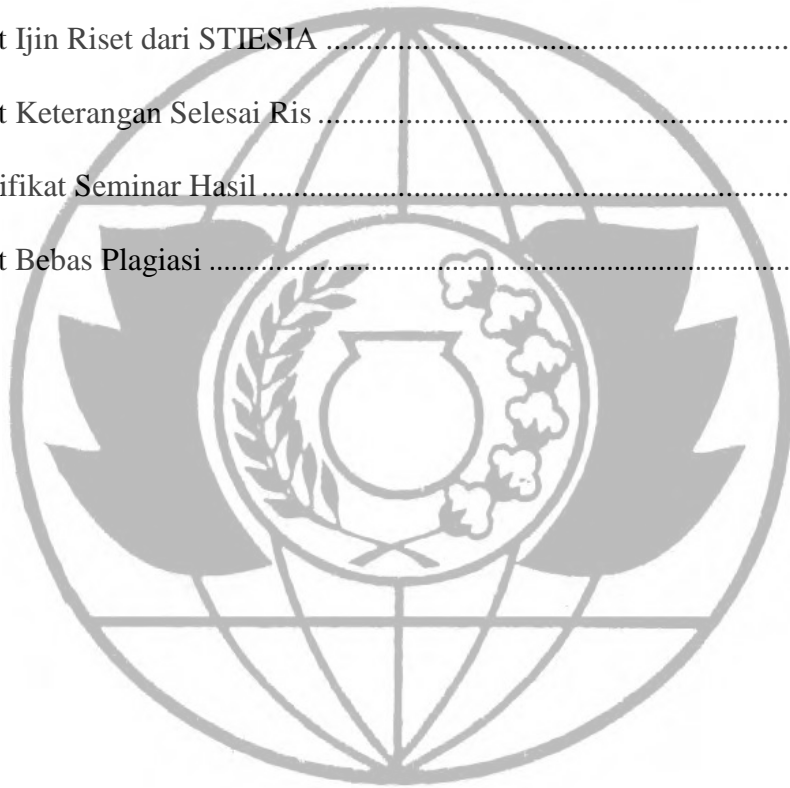 t Ijin Riset dari STIESIA ........................................................
t Keterangan Selesai Ris .........................................................
ifikat Seminar Hasil ................................................................
t Bebas Plagiasi .......................................................................